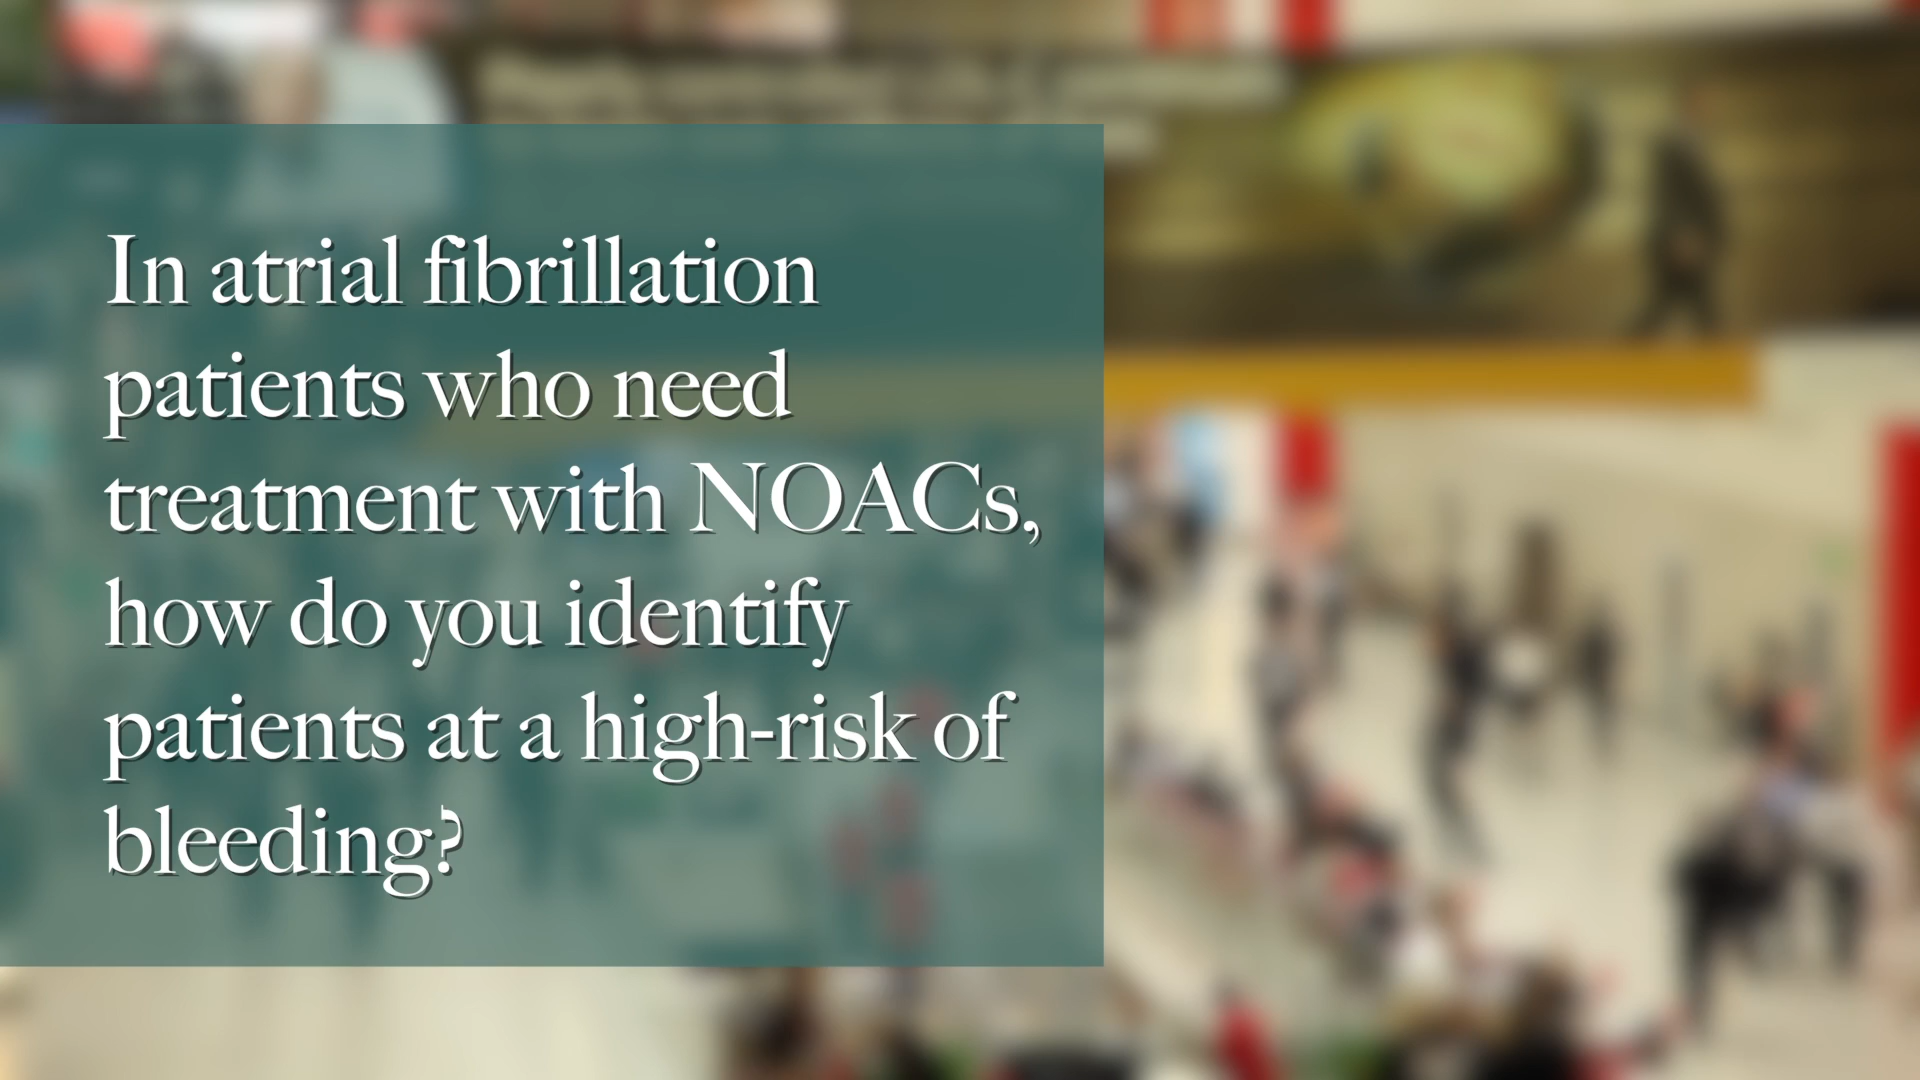 In atrial fibrillation
patients who need
treatment with NOACs,
how do you identify
patients at a high-risk of
bleeding?